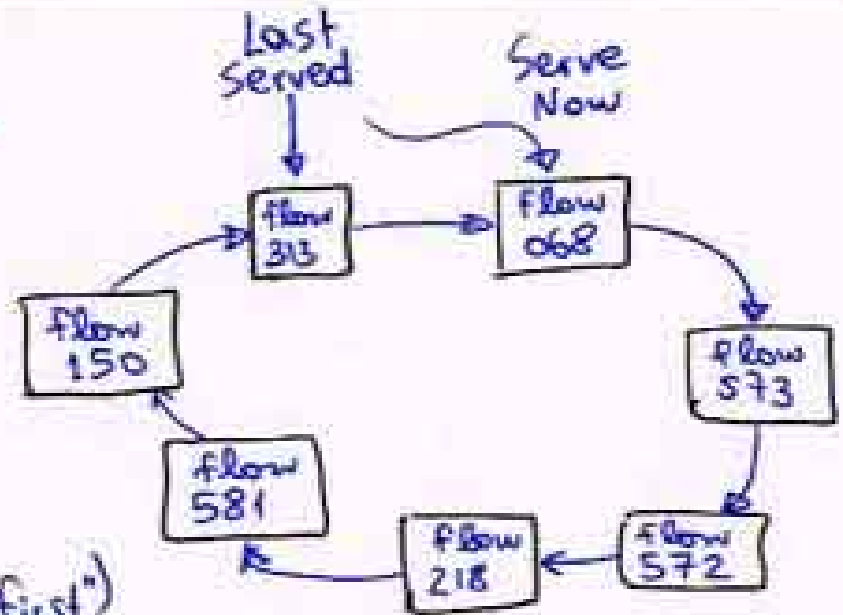 Last
Served
Serve
Now
flow
313
flow
068
flow
573
flow
572
flow
218
flow
581
flow
150
first")